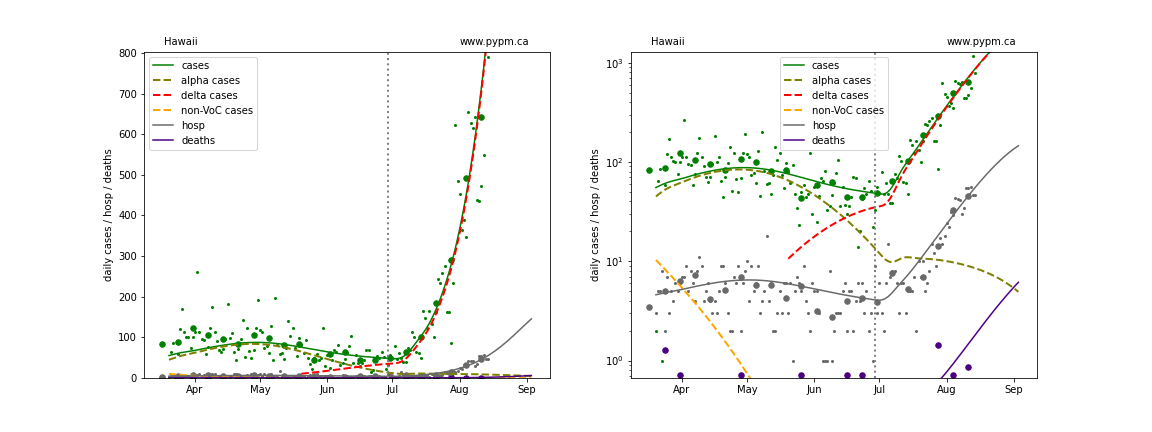 Hawaii www.pypm.ca
800
700
600
500
400
300
200
100
0
daily cases / hosp / deaths
cases
alpha cases
delta cases
non-VoC cases
hosp
deaths
Apr May Jun Jul Aug Sep
Hawaii www.pypm.ca
10³
10²
10¹
10⁰
daily cases / hosp / deaths
cases
alpha cases
delta cases
non-VoC cases
hosp
deaths
Apr May Jun Jul Aug Sep